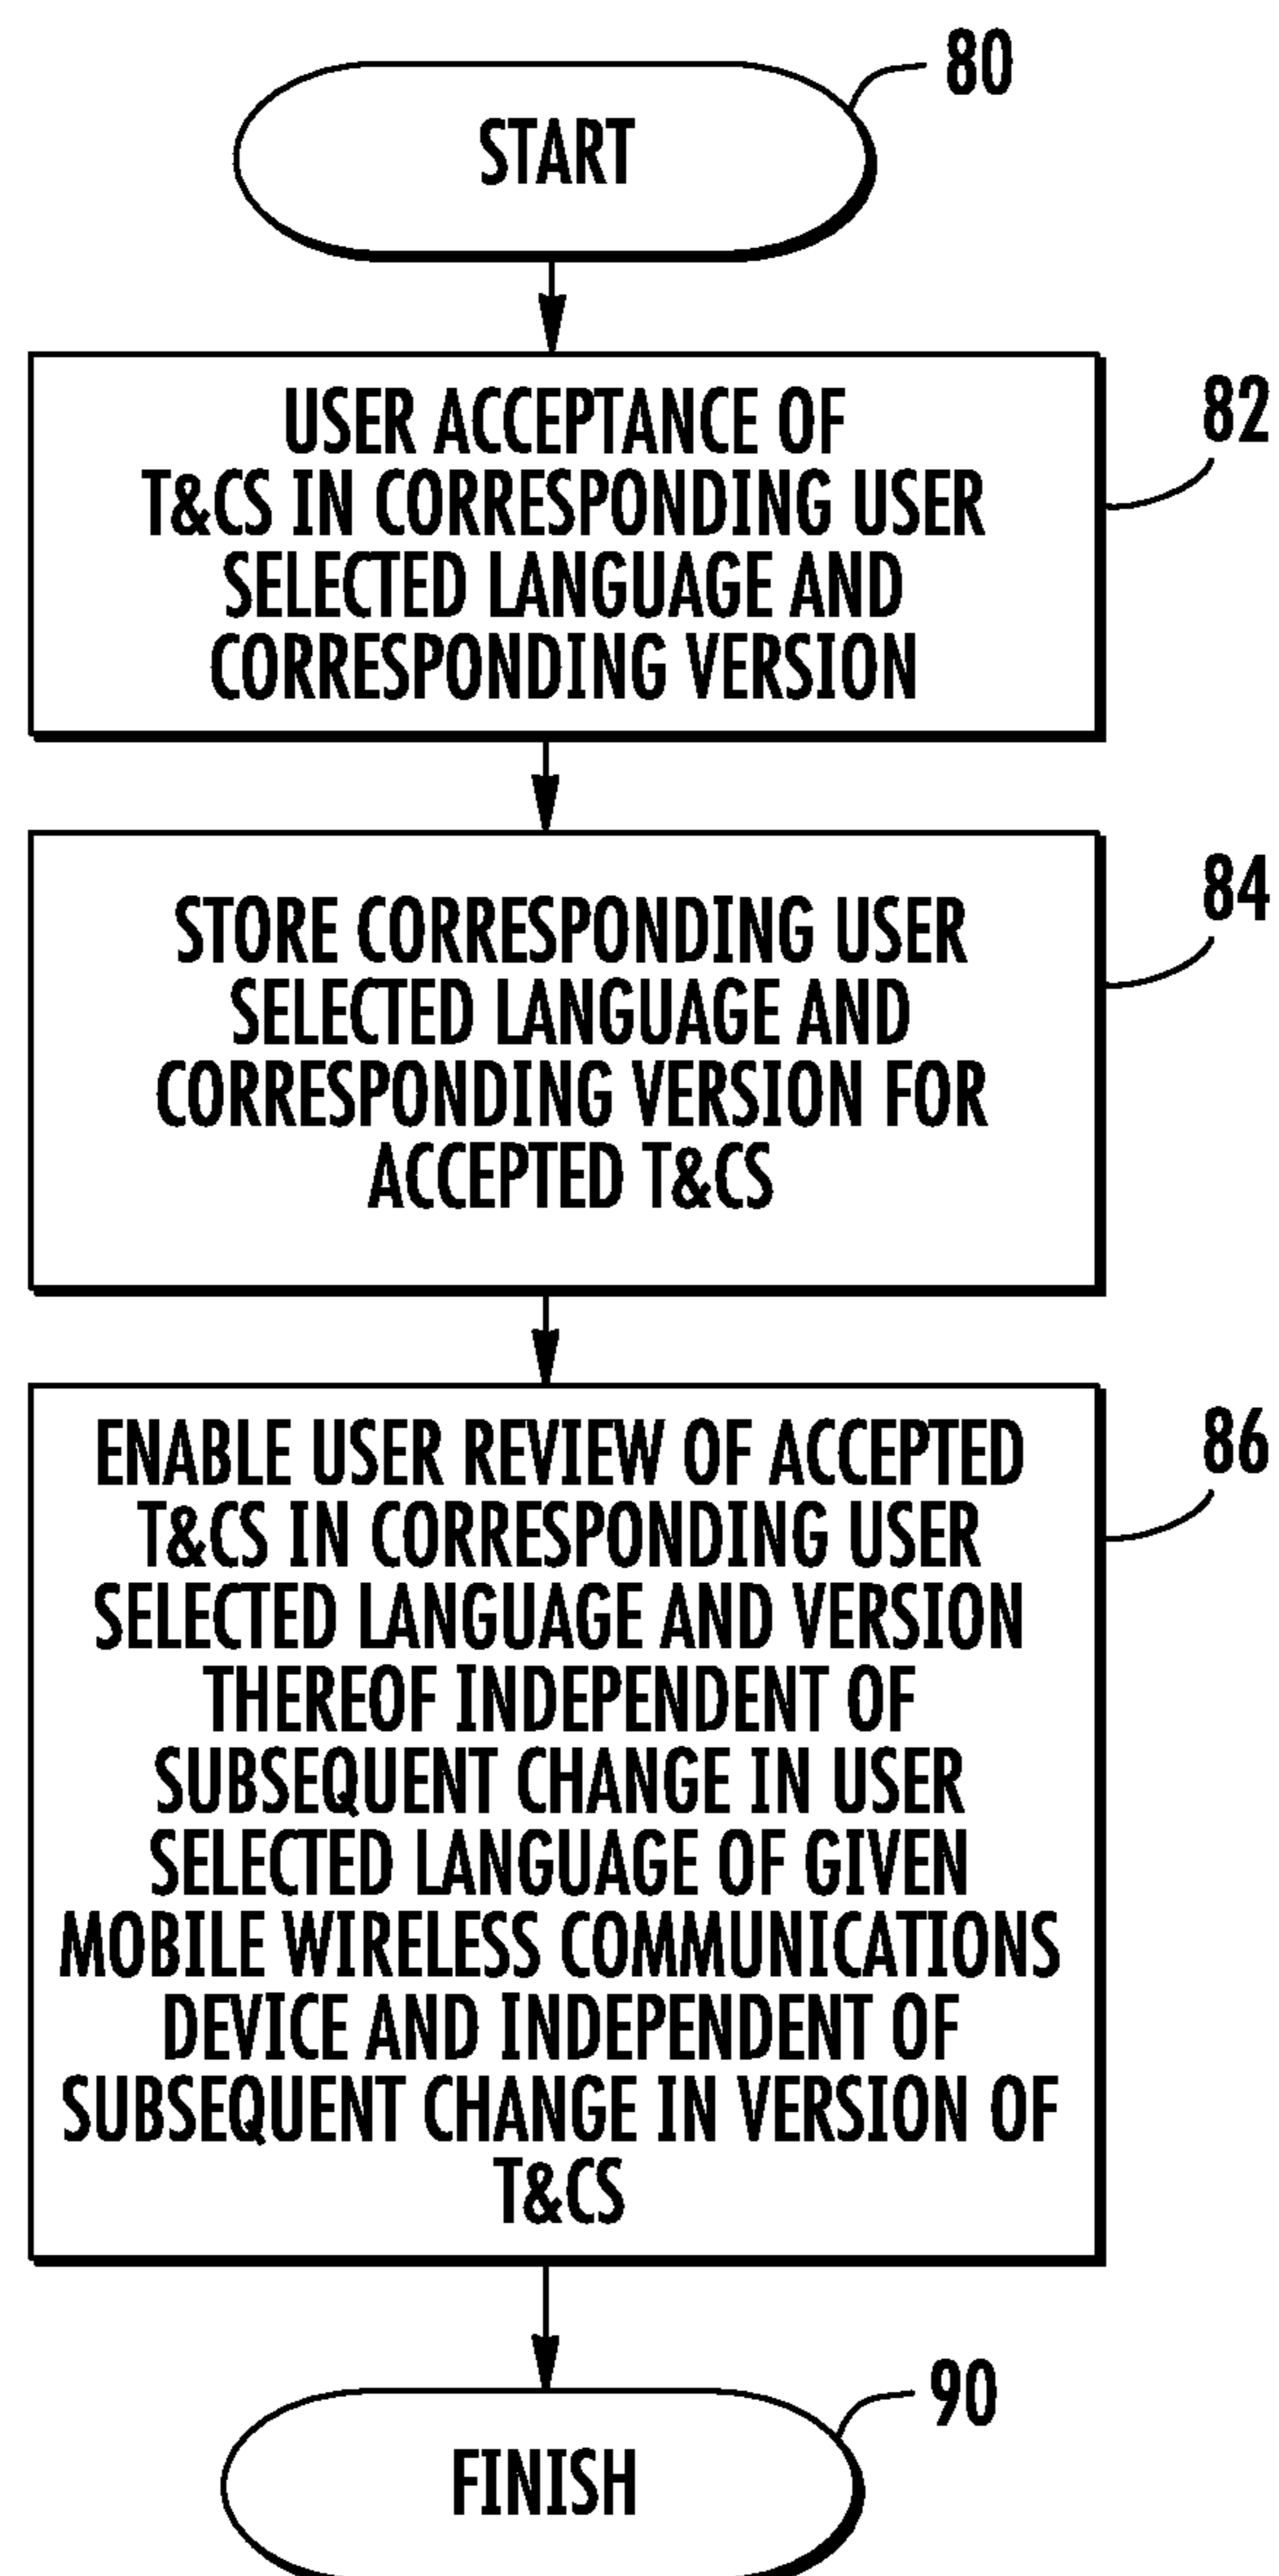 80
START
82
USER ACCEPTANCE OF
T&CS IN CORRESPONDING USER
SELECTED LANGUAGE AND
CORRESPONDING VERSION
84
STORE CORRESPONDING USER
SELECTED LANGUAGE AND
CORRESPONDING VERSION FOR
ACCEPTED T&CS
86
ENABLE USER REVIEW OF ACCEPTED
T&CS IN CORRESPONDING USER
SELECTED LANGUAGE AND VERSION
THEREOF INDEPENDENT OF
SUBSEQUENT CHANGE IN USER
SELECTED LANGUAGE OF GIVEN
MOBILE WIRELESS COMMUNICATIONS
DEVICE AND INDEPENDENT OF
SUBSEQUENT CHANGE IN VERSION OF
T&CS
90
FINISH